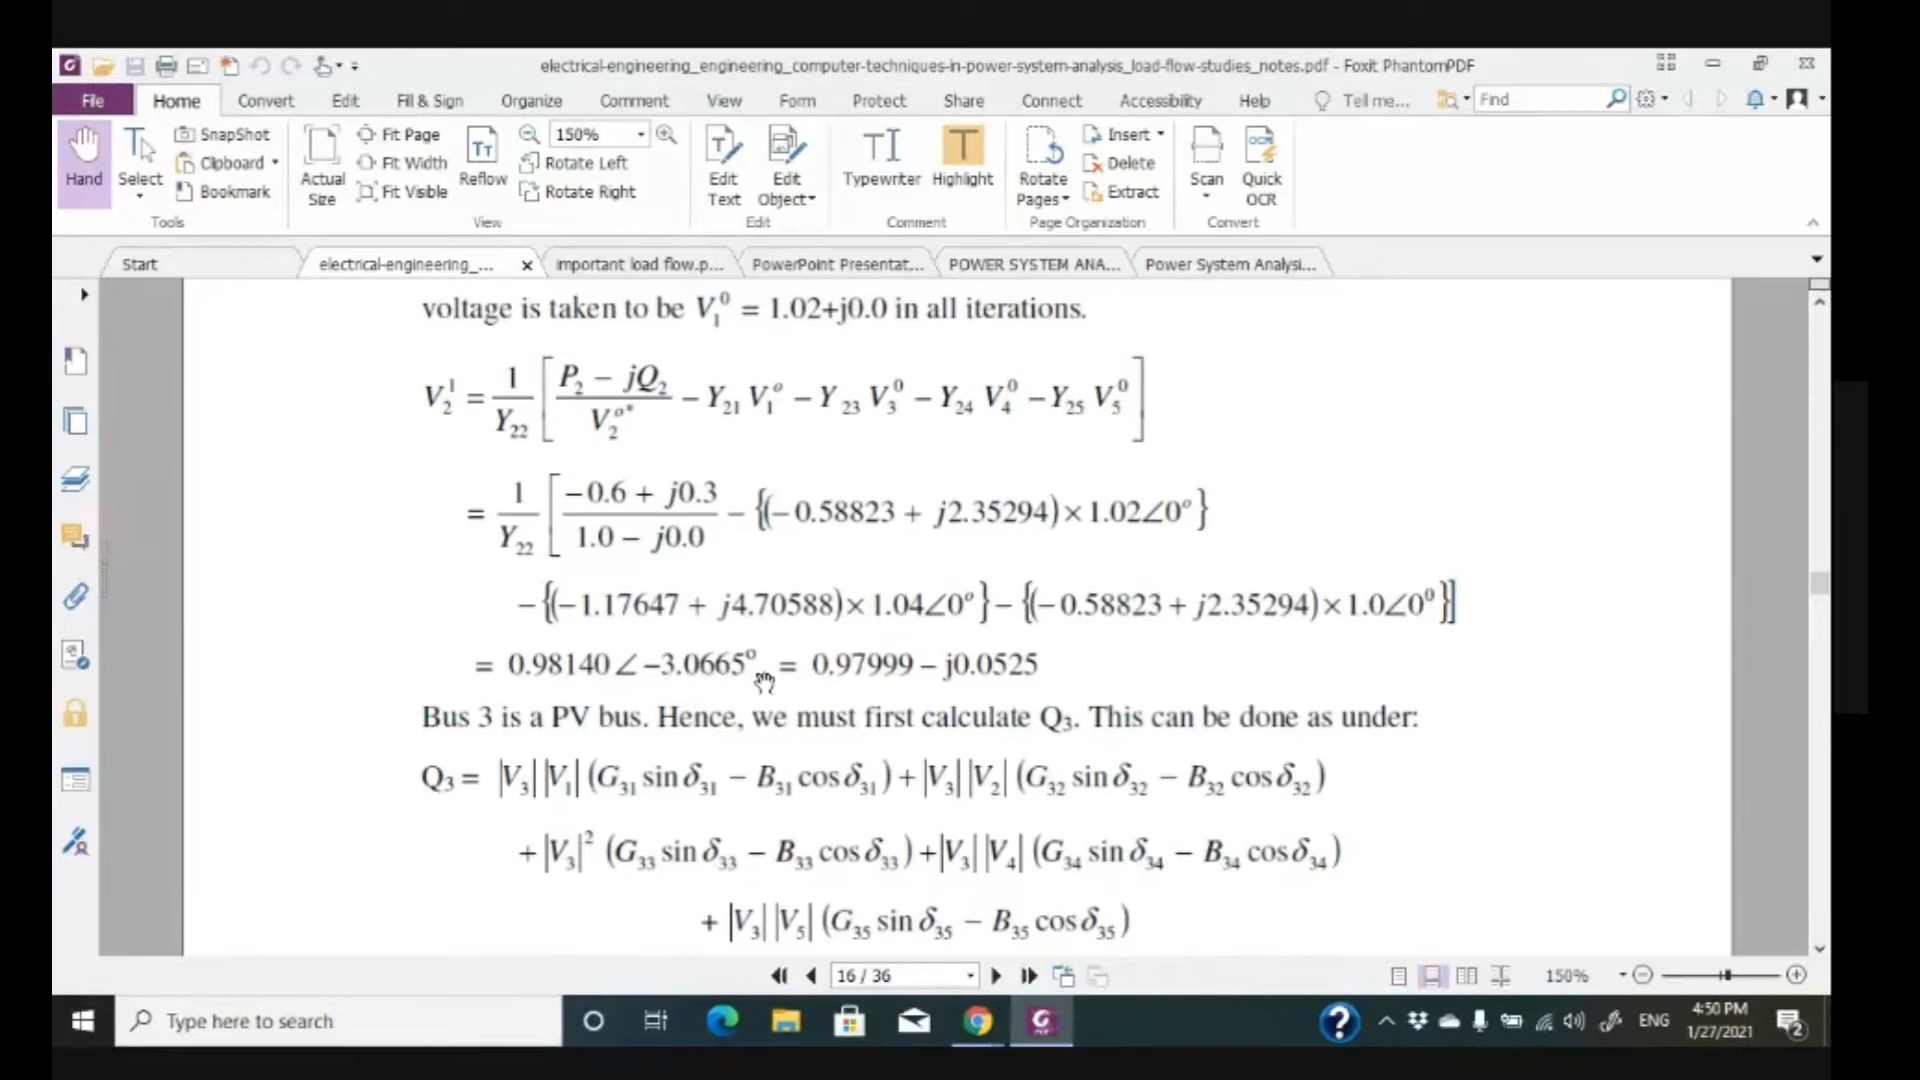 electrical-engineering_engineering_computer-techniques-in-power-system-analysis_load-flow-studies_notes.pdf - Foxit PhantomPDF
File Home Convert Edit Fill & Sign Organize Comment View Form Protect Share Connect Accessibility Help Tell me... Find
Hand
Select
SnapShot
Clipboard
Bookmark
Tools
Actual Size
Fit Page
Fit Width
Fit Visible
Reflow
150%
Rotate Left
Rotate Right
View
Edit Text
Edit Object
Edit
Typewriter
Highlight
Comment
Rotate Pages
Insert
Delete
Extract
Page Organization
Scan
Quick OCR
Convert
Start electrical-engineering_... × important load flow.p... PowerPoint Presentat... POWER SYSTEM ANA... Power System Analysi...
voltage is taken to be V₁⁰ = 1.02+j0.0 in all iterations.
V₂¹ = 1/Y₂₂ [ (P₂ − jQ₂)/V₂^o* − Y₂₁ V₁^o − Y₂₃ V₃⁰ − Y₂₄ V₄⁰ − Y₂₅ V₅⁰ ]
= 1/Y₂₂ [ (−0.6 + j0.3)/(1.0 − j0.0) − {(−0.58823 + j2.35294)×1.02∠0°}
− {(−1.17647 + j4.70588)×1.04∠0°} − {(−0.58823 + j2.35294)×1.0∠0⁰}]
= 0.98140∠−3.0665° = 0.97999 − j0.0525
Bus 3 is a PV bus. Hence, we must first calculate Q₃. This can be done as under:
Q₃ = |V₃||V₁|(G₃₁ sin δ₃₁ − B₃₁ cos δ₃₁) + |V₃||V₂|(G₃₂ sin δ₃₂ − B₃₂ cos δ₃₂)
+|V₃|² (G₃₃ sin δ₃₃ − B₃₃ cos δ₃₃) +|V₃||V₄|(G₃₄ sin δ₃₄ − B₃₄ cos δ₃₄)
+ |V₃||V₅|(G₃₅ sin δ₃₅ − B₃₅ cos δ₃₅)
16 / 36 150%
Type here to search ENG 4:50 PM
1/27/2021
2